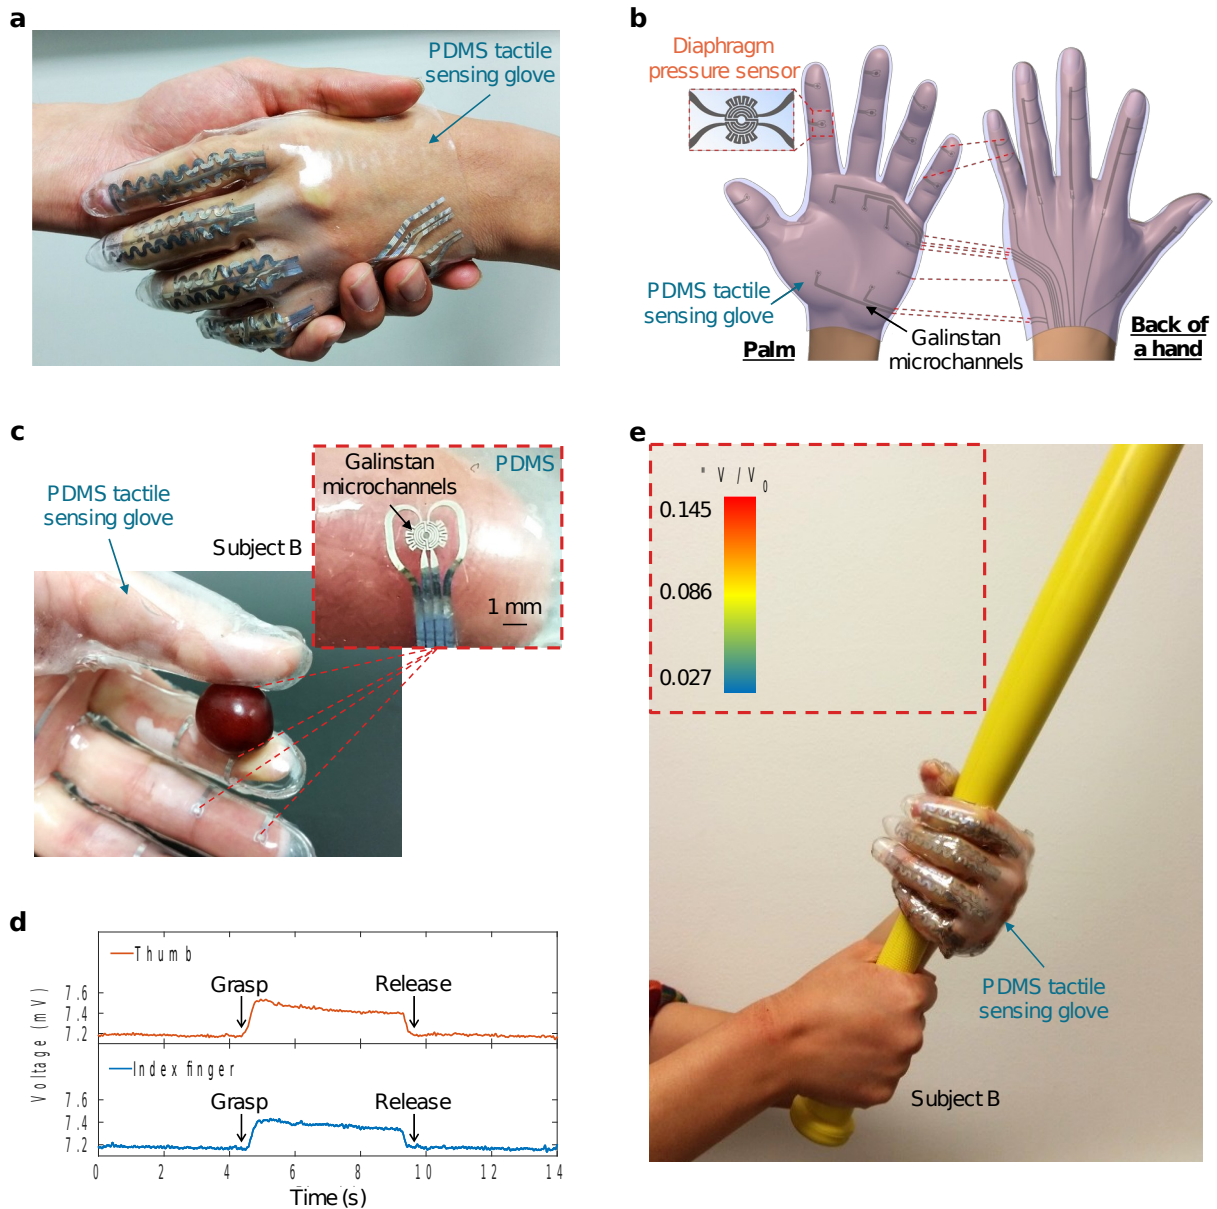 a
PDMS tactile
sensing glove
b
Diaphragm
pressure sensor
PDMS tactile
sensing glove
Palm
Galinstan
microchannels
Back of
a hand
c
PDMS tactile
sensing glove
Subject B
Galinstan
microchannels
PDMS
1 mm
d
Voltage (mV)
Thumb
7.6
7.4
7.2
Grasp
Release
Index finger
7.6
7.4
7.2
Grasp
Release
0 2 4 6 8 10 12 14
Time (s)
e
" V / V0
0.145
0.086
0.027
PDMS tactile
sensing glove
Subject B